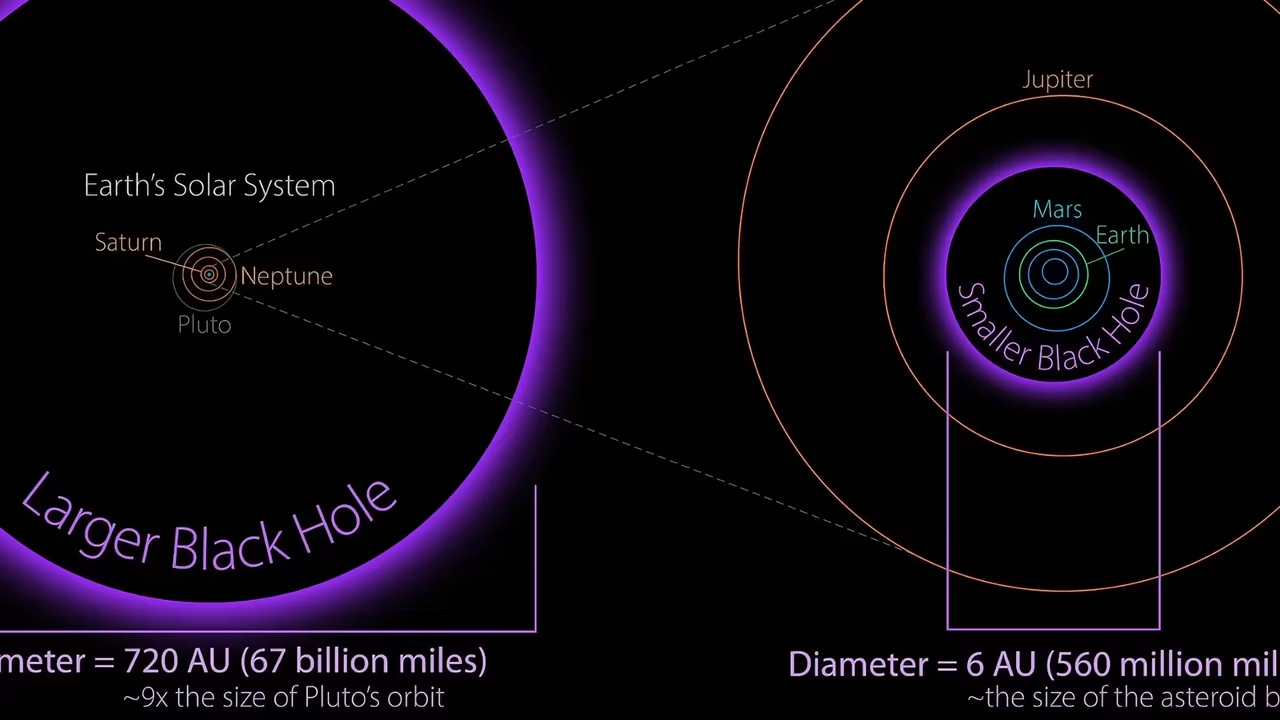 Earth's Solar System
Saturn
Neptune
Pluto
Larger Black Hole
meter = 720 AU (67 billion miles)
~9x the size of Pluto's orbit
Jupiter
Mars
Earth
Smaller Black Hole
Diameter = 6 AU (560 million mil
~the size of the asteroid b